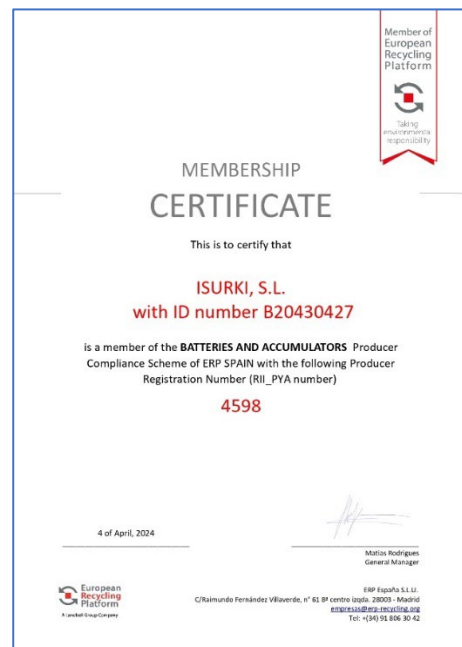 Member of
European
Recycling
Platform
Taking
environmental
responsibility
MEMBERSHIP
CERTIFICATE
This is to certify that
ISURKI, S.L.
with ID number B20430427
is a member of the BATTERIES AND ACCUMULATORS Producer
Compliance Scheme of ERP SPAIN with the following Producer
Registration Number (RII_PYA number)
4598
4 of April, 2024
Matias Rodrigues
General Manager
European
Recycling
Platform
A Landbell Group Company
ERP España S.L.U.
C/Raimundo Fernández Villaverde, nº 61 8ª centro izqda. 28003 - Madrid
empresas@erp-recycling.org
Tel: +(34) 91 806 30 42